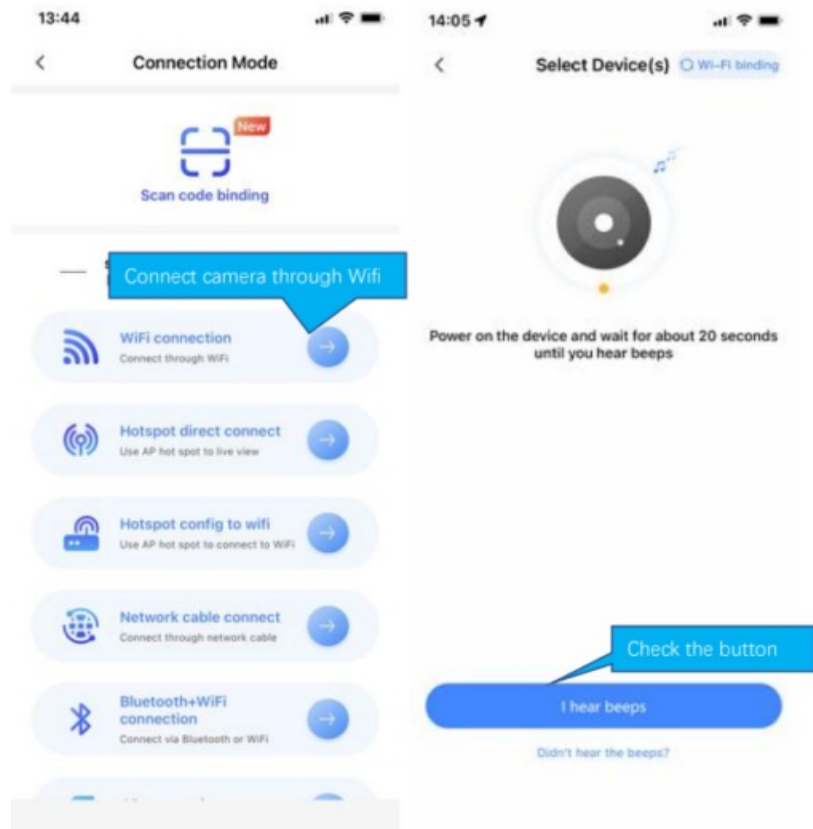 13:44
Connection Mode
New
Scan code binding
Connect camera through Wifi
WiFi connection
Connect through WiFi
Hotspot direct connect
Use AP hot spot to live view
Hotspot config to wifi
Use AP hot spot to connect to WiFi
Network cable connect
Connect through network cable
Bluetooth+WiFi
connection
Connect via Bluetooth or WiFi
14:05
Select Device(s)
Wi-Fi binding
Power on the device and wait for about 20 seconds
until you hear beeps
Check the button
I hear beeps
Didn't hear the beeps?